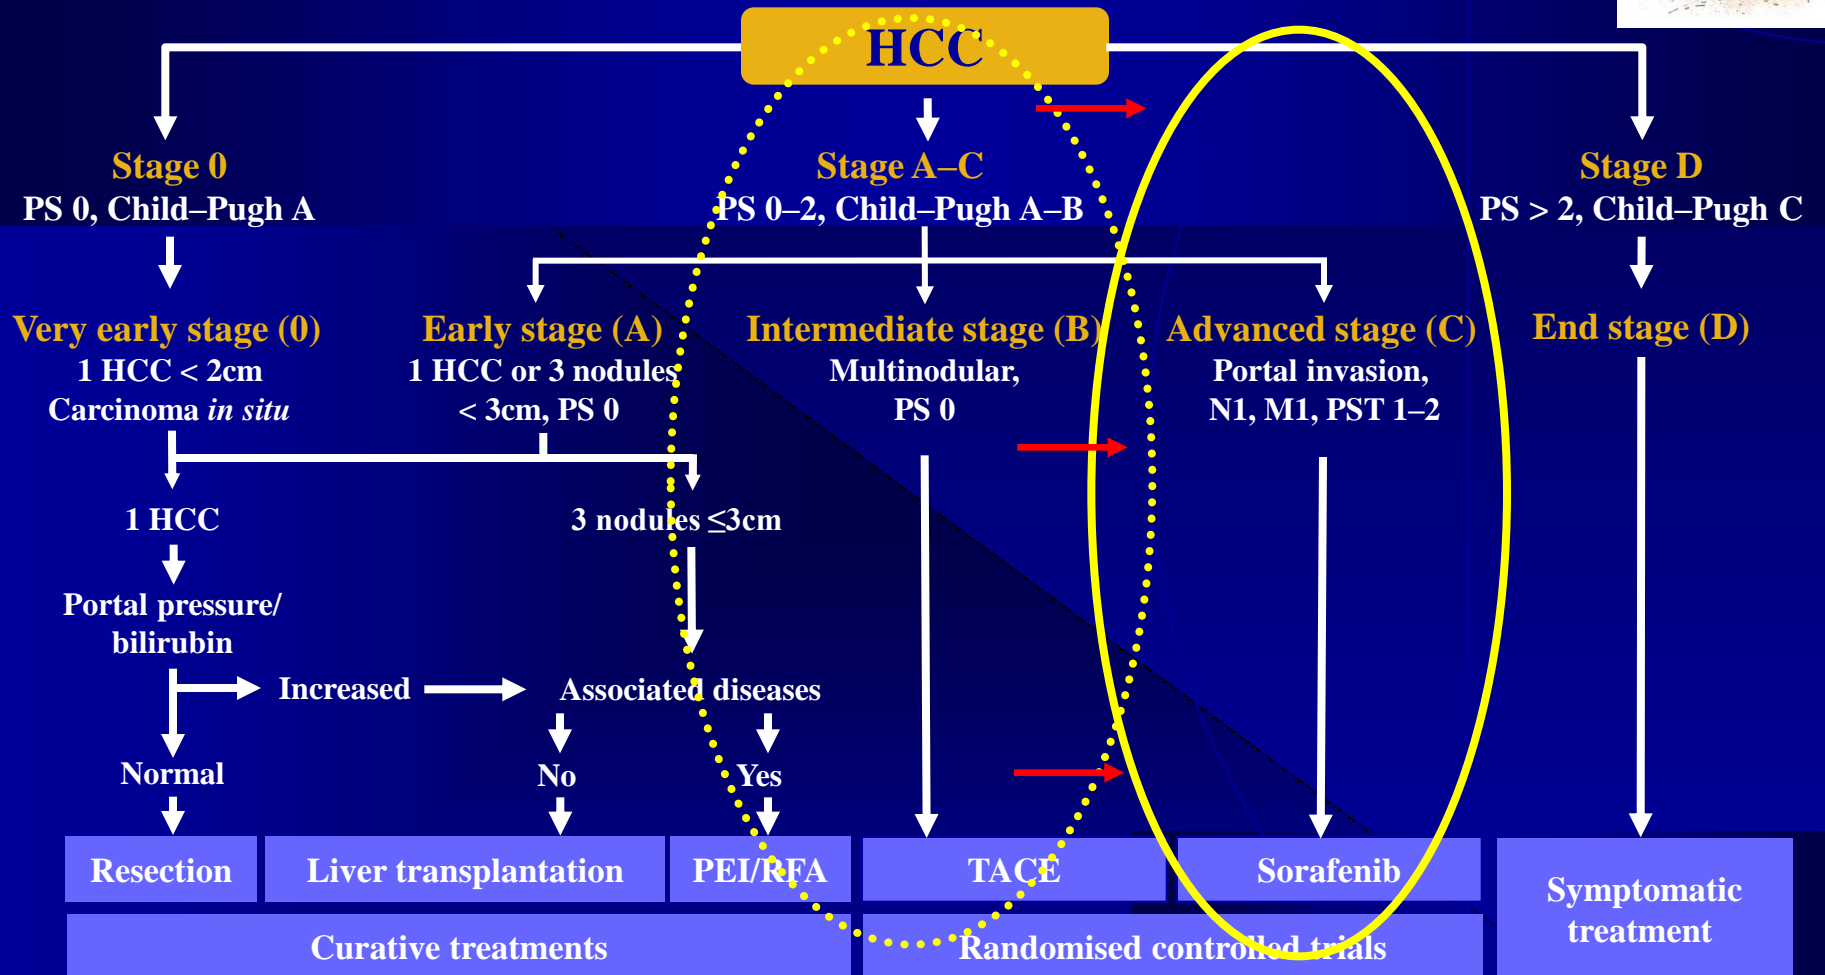 HCC
Stage 0
PS 0, Child–Pugh A
Stage A–C
PS 0–2, Child–Pugh A–B
Stage D
PS > 2, Child–Pugh C
Very early stage (0)
1 HCC < 2cm
Carcinoma in situ
Early stage (A)
1 HCC or 3 nodules
< 3cm, PS 0
Intermediate stage (B)
Multinodular,
PS 0
Advanced stage (C)
Portal invasion,
N1, M1, PST 1–2
End stage (D)
1 HCC
3 nodules ≤3cm
Portal pressure/
bilirubin
Increased
Associated diseases
Normal
No
Yes
Resection
Liver transplantation
PEI/RFA
TACE
Sorafenib
Symptomatic
treatment
Curative treatments
Randomised controlled trials